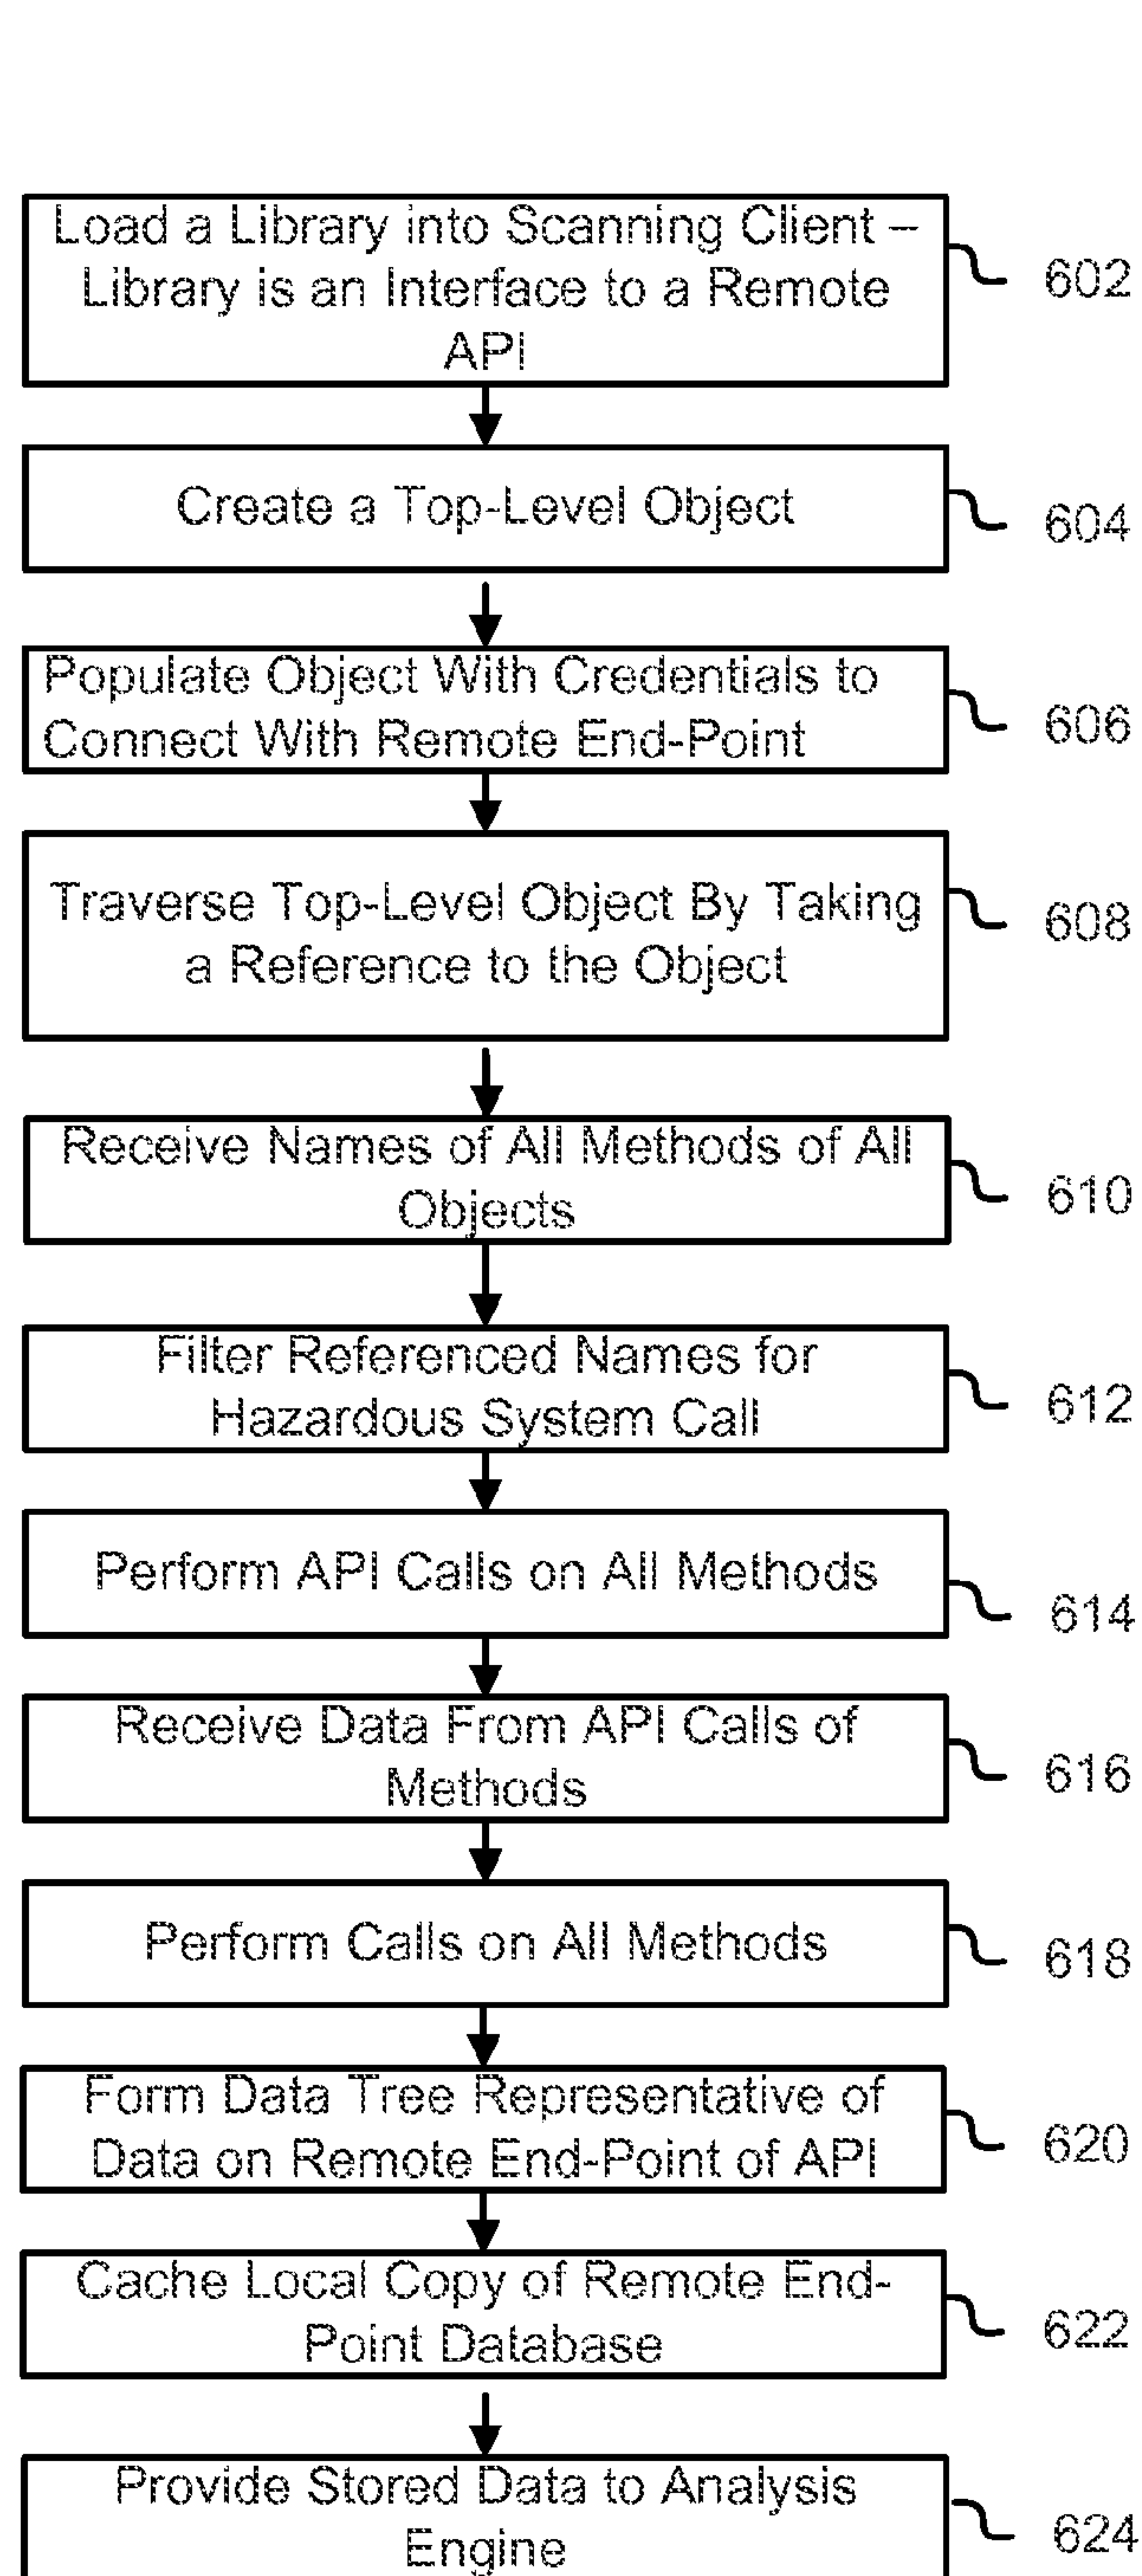 Load a Library into Scanning Client –
Library is an Interface to a Remote
API
602
Create a Top-Level Object
604
Populate Object With Credentials to
Connect With Remote End-Point
606
Traverse Top-Level Object By Taking
a Reference to the Object
608
Receive Names of All Methods of All
Objects
610
Filter Referenced Names for
Hazardous System Call
612
Perform API Calls on All Methods
614
Receive Data From API Calls of
Methods
616
Perform Calls on All Methods
618
Form Data Tree Representative of
Data on Remote End-Point of API
620
Cache Local Copy of Remote End-
Point Database
622
Provide Stored Data to Analysis
Engine
624